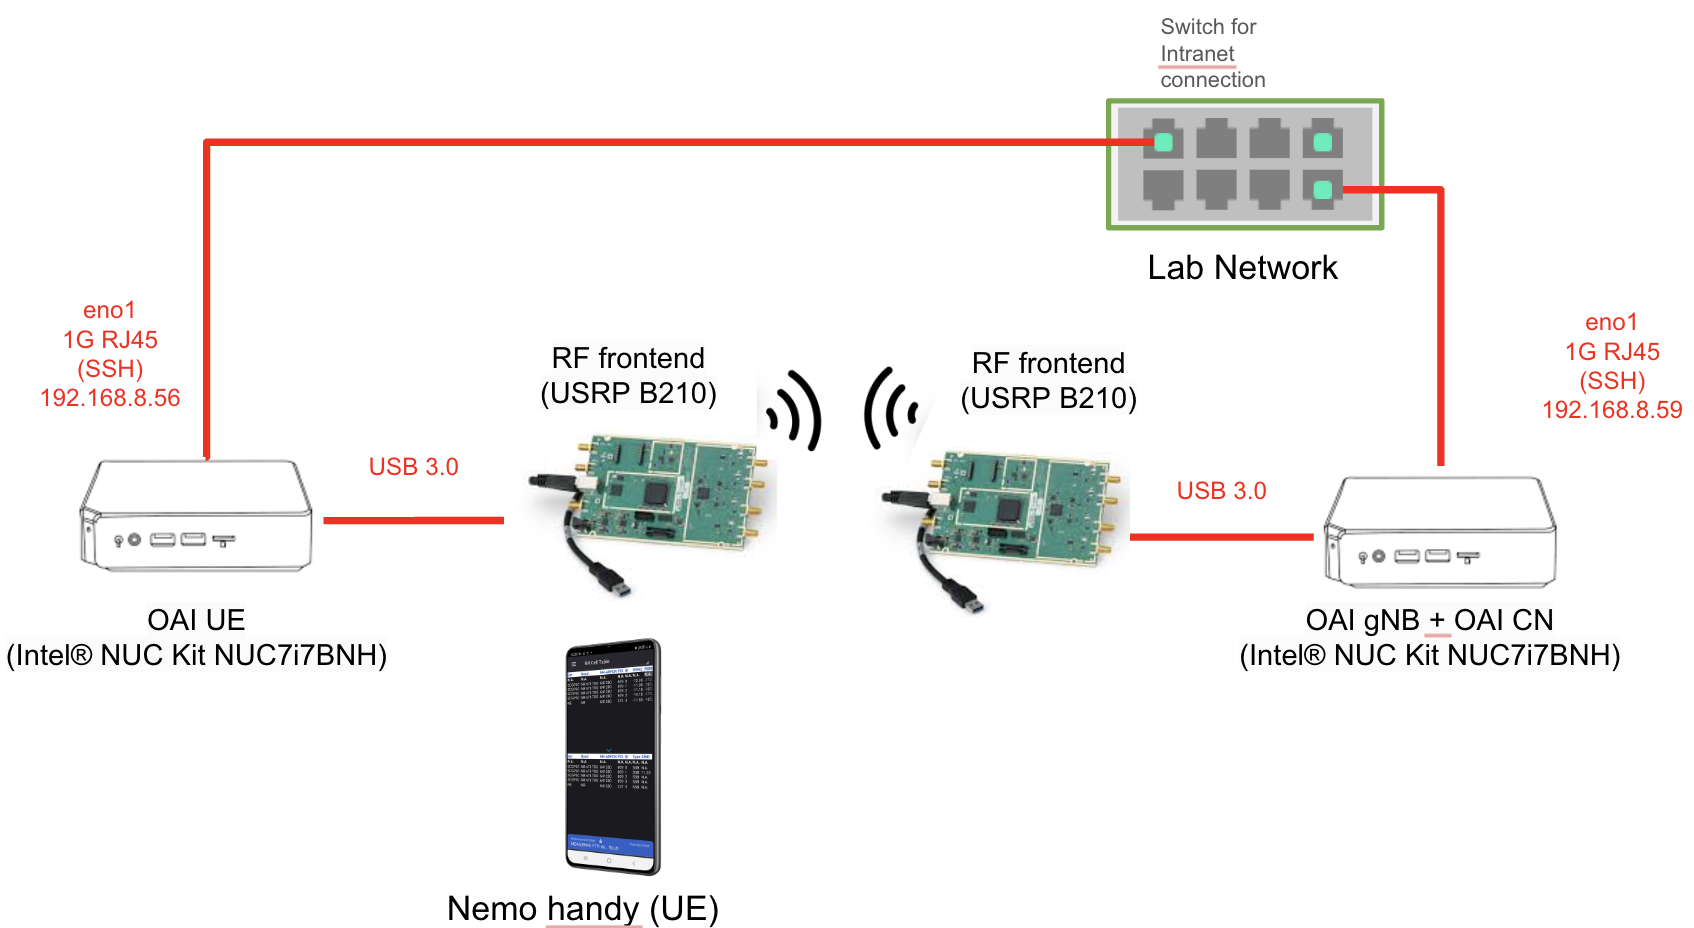 Switch for
Intranet
connection
Lab Network
eno1
1G RJ45
(SSH)
192.168.8.56
eno1
1G RJ45
(SSH)
192.168.8.59
RF frontend
(USRP B210)
RF frontend
(USRP B210)
USB 3.0
USB 3.0
OAI UE
(Intel® NUC Kit NUC7i7BNH)
OAI gNB + OAI CN
(Intel® NUC Kit NUC7i7BNH)
Nemo handy (UE)